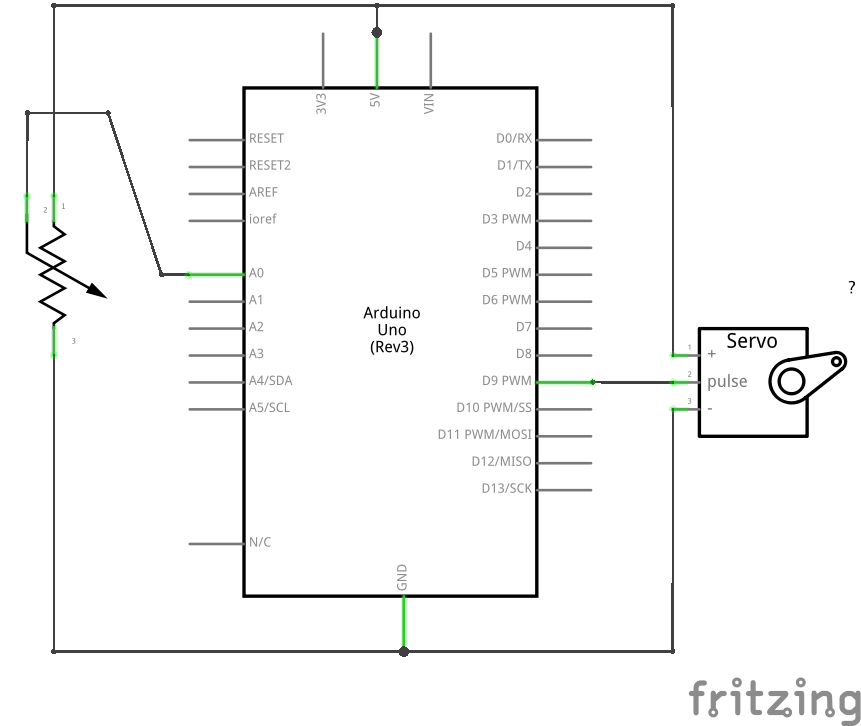 3V3
5V
VIN
RESET
D0/RX
RESET2
D1/TX
AREF
D2
2
1
ioref
D3 PWM
D4
A0
D5 PWM
?
A1
D6 PWM
Arduino
Uno
(Rev3)
A2
D7
3
Servo
A3
D8
1
+
A4/SDA
D9 PWM
2
pulse
A5/SCL
D10 PWM/SS
3
-
D11 PWM/MOSI
D12/MISO
D13/SCK
N/C
GND
fritzing